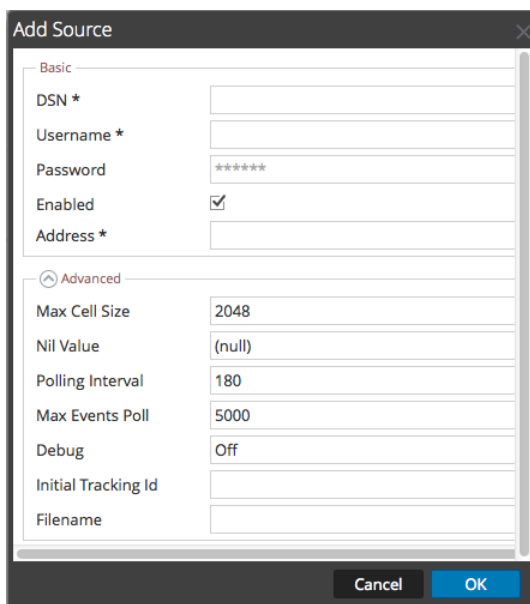 Add Source
Basic
DSN *
Username *
Password ******
Enabled
Address *
Advanced
Max Cell Size 2048
Nil Value (null)
Polling Interval 180
Max Events Poll 5000
Debug Off
Initial Tracking Id
Filename
Cancel OK